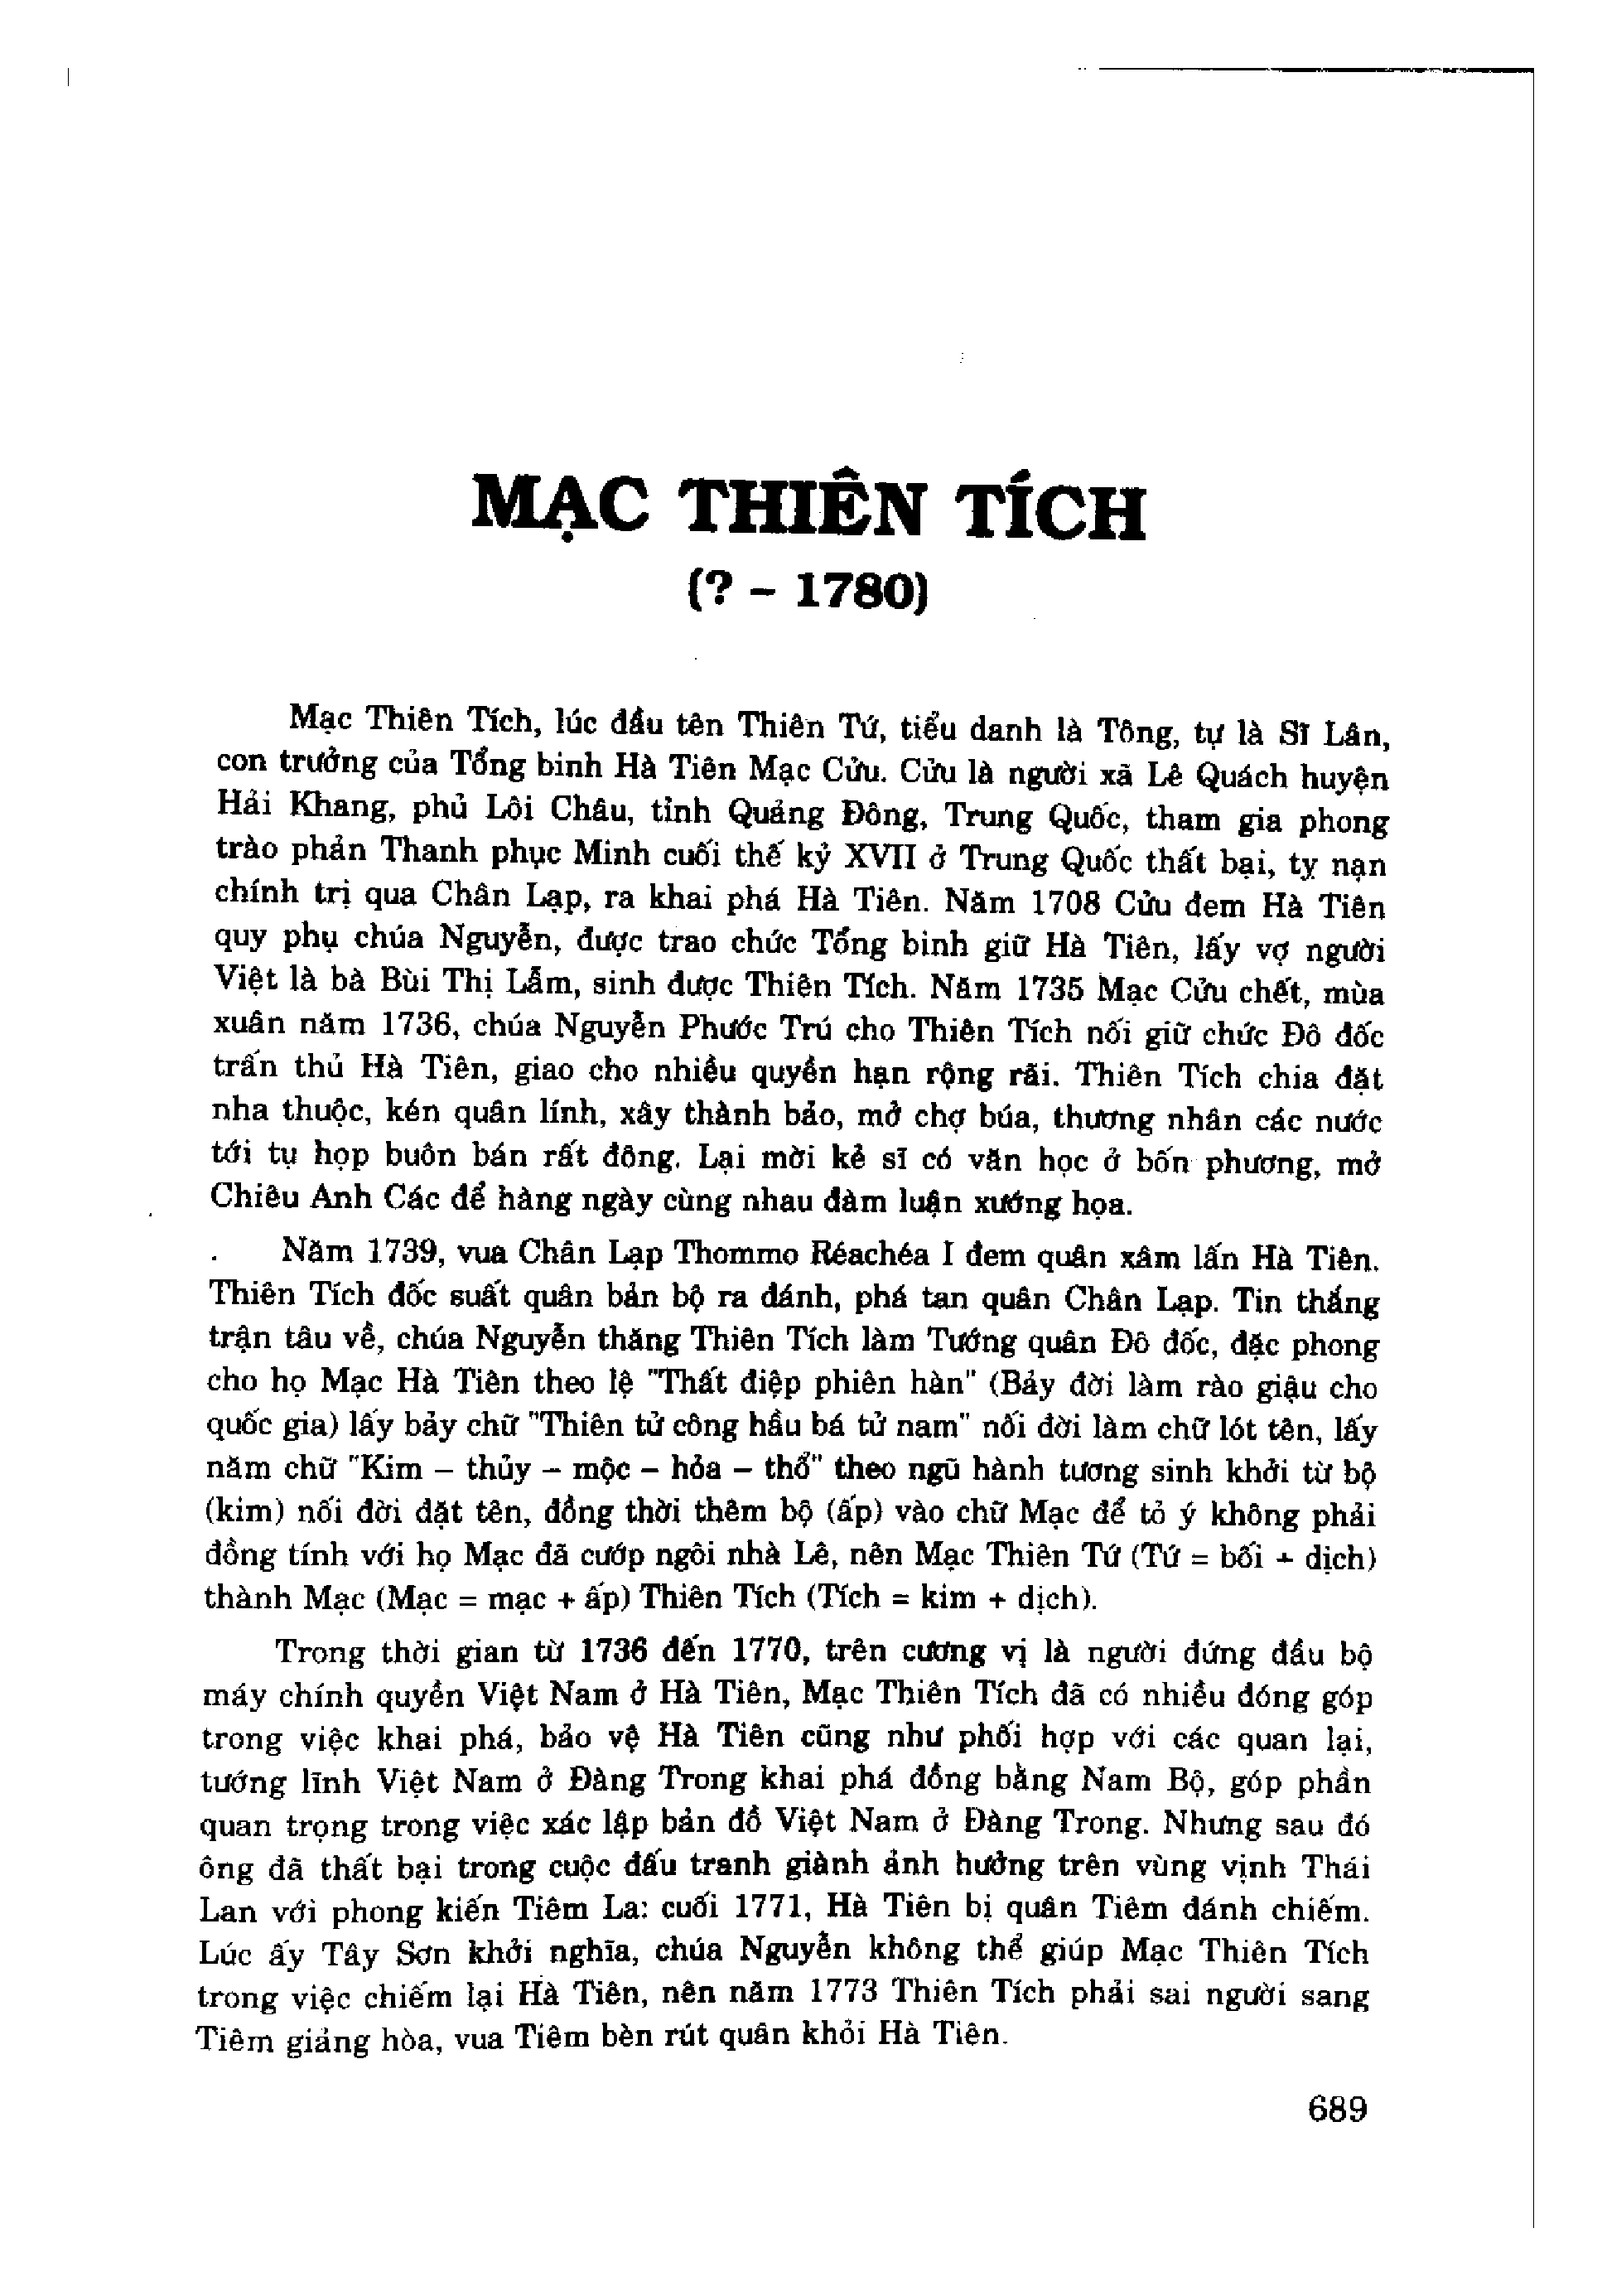 MẠC THIÊN TÍCH
(? – 1780)
Mạc Thiên Tích, lúc đầu tên Thiên Tứ, tiểu danh là Tông, tự là Sĩ Lân,
con trưởng của Tổng binh Hà Tiên Mạc Cửu. Cửu là người xã Lê Quách huyện
Hải Khang, phủ Lôi Châu, tỉnh Quảng Đông, Trung Quốc, tham gia phong
trào phản Thanh phục Minh cuối thế kỷ XVII ở Trung Quốc thất bại, tỵ nạn
chính trị qua Chân Lạp, ra khai phá Hà Tiên. Năm 1708 Cửu đem Hà Tiên
quy phụ chúa Nguyễn, được trao chức Tổng binh giữ Hà Tiên, lấy vợ người
Việt là bà Bùi Thị Lẫm, sinh được Thiên Tích. Năm 1735 Mạc Cửu chết, mùa
xuân năm 1736, chúa Nguyễn Phước Trú cho Thiên Tích nối giữ chức Đô đốc
trấn thủ Hà Tiên, giao cho nhiều quyền hạn rộng rãi. Thiên Tích chia đặt
nha thuộc, kén quân lính, xây thành bảo, mở chợ búa, thương nhân các nước
tới tụ họp buôn bán rất đông. Lại mời kẻ sĩ có văn học ở bốn phương, mở
Chiêu Anh Các để hàng ngày cùng nhau đàm luận xướng họa.
Năm 1739, vua Chân Lạp Thommo Réachéa I đem quân xâm lấn Hà Tiên.
Thiên Tích đốc suất quân bản bộ ra đánh, phá tan quân Chân Lạp. Tin thắng
trận tâu về, chúa Nguyễn thăng Thiên Tích làm Tướng quân Đô đốc, đặc phong
cho họ Mạc Hà Tiên theo lệ "Thất điệp phiên hàn" (Bảy đời làm rào giậu cho
quốc gia) lấy bảy chữ "Thiên tử công hầu bá tử nam" nối đời làm chữ lót tên, lấy
năm chữ "Kim – thủy – mộc – hỏa – thổ" theo ngũ hành tương sinh khởi từ bộ
(kim) nối đời đặt tên, đồng thời thêm bộ (ấp) vào chữ Mạc để tỏ ý không phải
đồng tính với họ Mạc đã cướp ngôi nhà Lê, nên Mạc Thiên Tứ (Tứ = bối + dịch)
thành Mạc (Mạc = mạc + ấp) Thiên Tích (Tích = kim + dịch).
Trong thời gian từ 1736 đến 1770, trên cương vị là người đứng đầu bộ
máy chính quyền Việt Nam ở Hà Tiên, Mạc Thiên Tích đã có nhiều đóng góp
trong việc khai phá, bảo vệ Hà Tiên cũng như phối hợp với các quan lại,
tướng lĩnh Việt Nam ở Đàng Trong khai phá đồng bằng Nam Bộ, góp phần
quan trọng trong việc xác lập bản đồ Việt Nam ở Đàng Trong. Nhưng sau đó
ông đã thất bại trong cuộc đấu tranh giành ảnh hưởng trên vùng vịnh Thái
Lan với phong kiến Tiêm La: cuối 1771, Hà Tiên bị quân Tiêm đánh chiếm.
Lúc ấy Tây Sơn khởi nghĩa, chúa Nguyễn không thể giúp Mạc Thiên Tích
trong việc chiếm lại Hà Tiên, nên năm 1773 Thiên Tích phải sai người sang
Tiêm giảng hòa, vua Tiêm bèn rút quân khỏi Hà Tiên.
689